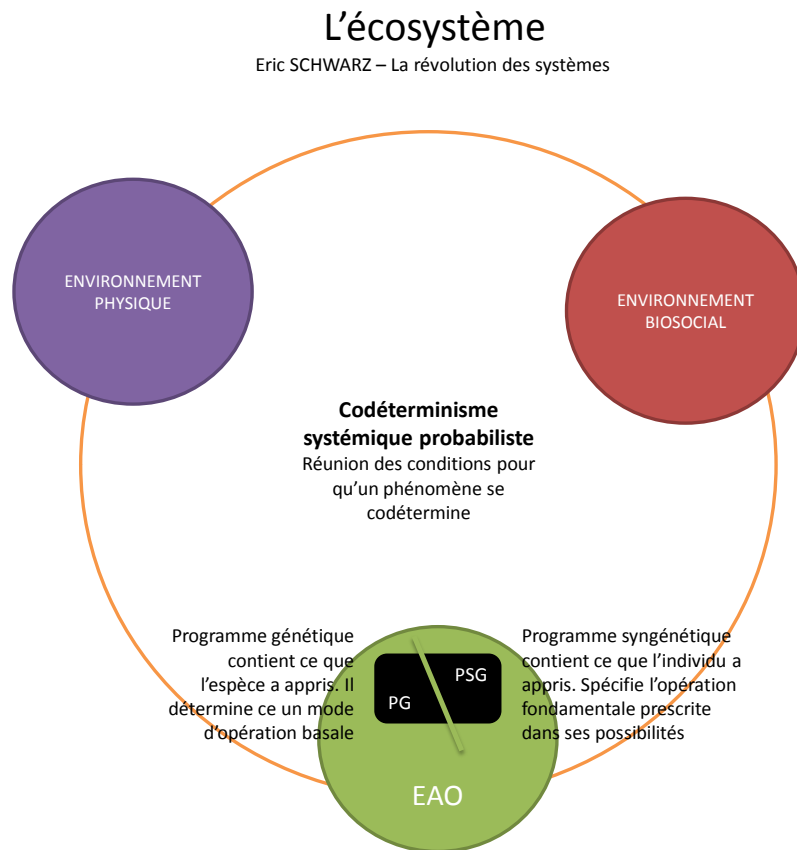 L'écosystème
Eric SCHWARZ – La révolution des systèmes
ENVIRONNEMENT
PHYSIQUE
ENVIRONNEMENT
BIOSOCIAL
Codéterminisme
systémique probabiliste
Réunion des conditions pour
qu'un phénomène se
codétermine
Programme génétique
contient ce que
l'espèce a appris. Il
détermine ce un mode
d'opération basale
PG
PSG
Programme syngénétique
contient ce que l'individu a
appris. Spécifie l'opération
fondamentale prescrite
dans ses possibilités
EAO